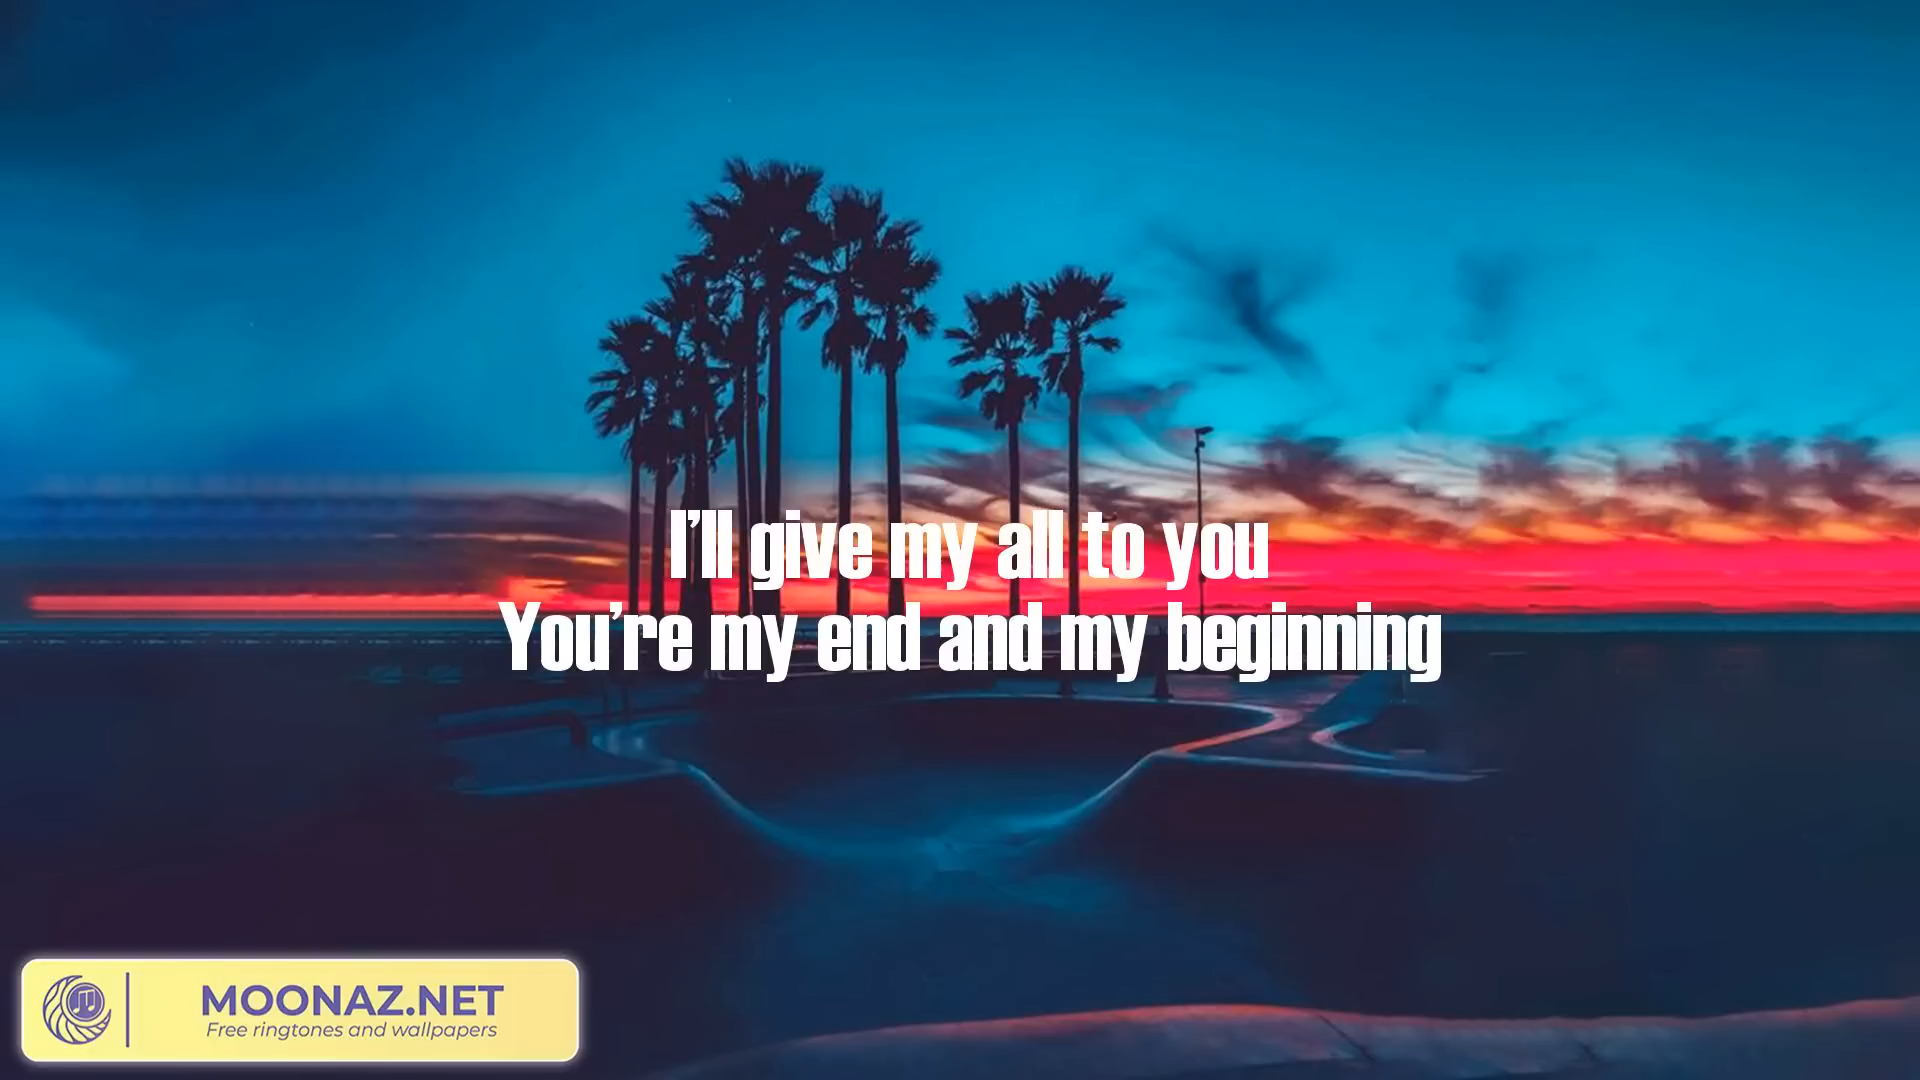 I'll give my all to you
You're my end and my beginning
MOONAZ.NET
Free ringtones and wallpapers